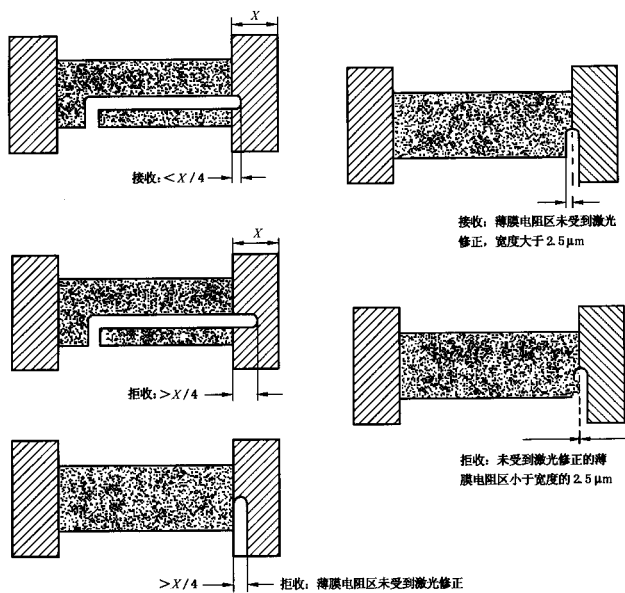 X
接收:<X/4
接收:薄膜电阻区未受到激光
修正,宽度大于2.5μm
X
拒收:>X/4
拒收:未受到激光修正的薄
膜电阻区小于宽度的2.5μm
>X/4 拒收:薄膜电阻区未受到激光修正